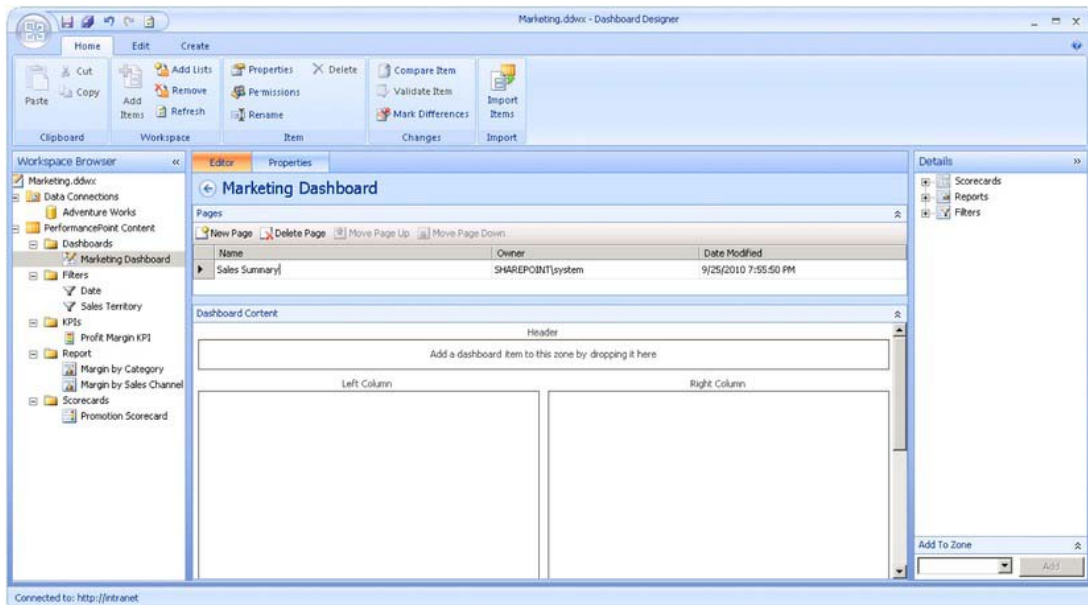 Marketing.ddwx - Dashboard Designer
Home Edit Create
Paste
Cut
Copy
Clipboard
Add Items
Add Lists
Remove
Refresh
Workspace
Properties
Delete
Permissions
Rename
Item
Compare Item
Validate Item
Mark Differences
Changes
Import Items
Import
Workspace Browser «
Marketing.ddwx
Data Connections
Adventure Works
PerformancePoint Content
Dashboards
Marketing Dashboard
Filters
Date
Sales Territory
KPIs
Profit Margin KPI
Report
Margin by Category
Margin by Sales Channel
Scorecards
Promotion Scorecard
Editor Properties
Marketing Dashboard
Pages
New Page Delete Page Move Page Up Move Page Down
Name Owner Date Modified
Sales Summary SHAREPOINT\system 9/25/2010 7:55:50 PM
Dashboard Content
Header
Add a dashboard item to this zone by dropping it here
Left Column Right Column
Details »
Scorecards
Reports
Filters
Add To Zone
Add
Connected to: http://intranet